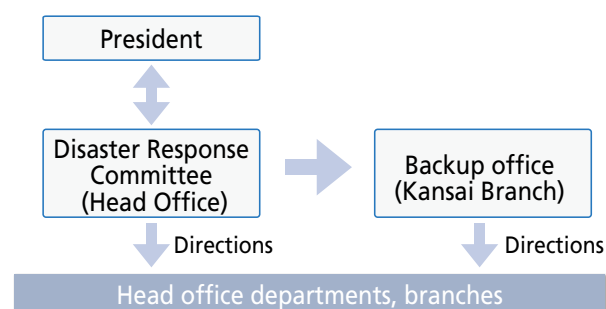 President
Disaster Response
Committee
(Head Office)
Backup office
(Kansai Branch)
Directions
Directions
Head office departments, branches